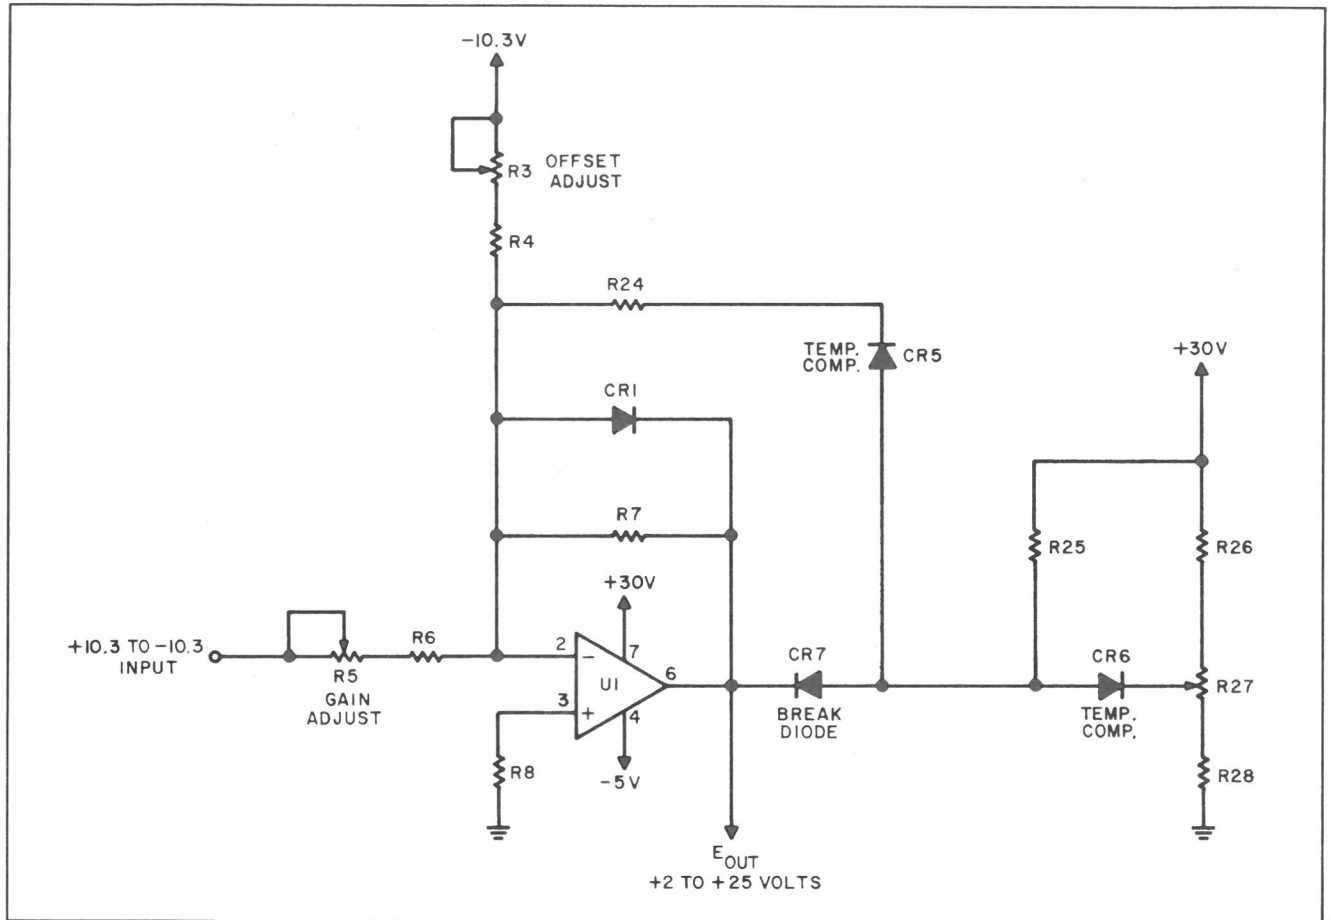 -10.3V
R3
OFFSET
ADJUST
R4
R24
TEMP.
COMP.
CR5
+30V
CR1
R7
R25
R26
+30V
+10.3 TO -10.3
INPUT
R5
GAIN
ADJUST
R6
2
-
7
U1
6
3
+
4
-5V
R8
CR7
BREAK
DIODE
CR6
TEMP.
COMP.
R27
R28
EOUT
+2 TO +25 VOLTS